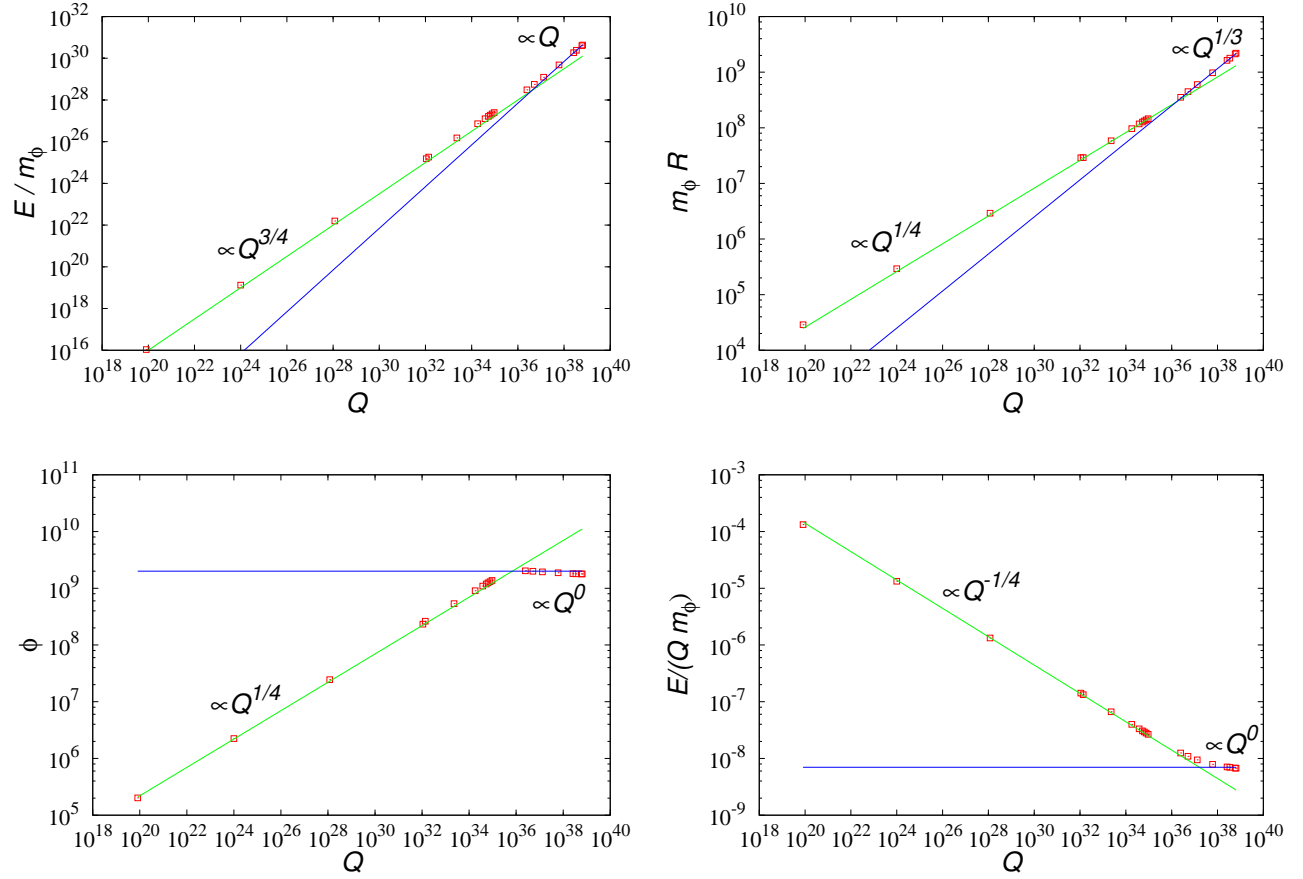 10^30
10^28
10^26
10^24
10^22
10^20
10^18
10^16
E / m_ϕ
∝Q
∝Q^{3/4}
10^18 10^20 10^22 10^24 10^26 10^28 10^30 10^32 10^34 10^36 10^38 10^40
Q
10^10
10^9
10^8
10^7
10^6
10^5
10^4
m_ϕ R
∝Q^{1/3}
∝Q^{1/4}
10^18 10^20 10^22 10^24 10^26 10^28 10^30 10^32 10^34 10^36 10^38 10^40
Q
10^11
10^10
10^9
10^8
10^7
10^6
10^5
ϕ
∝Q^0
∝Q^{1/4}
10^18 10^20 10^22 10^24 10^26 10^28 10^30 10^32 10^34 10^36 10^38 10^40
Q
10^-3
10^-4
10^-5
10^-6
10^-7
10^-8
10^-9
E/(Q m_ϕ)
∝Q^{-1/4}
∝Q^0
10^18 10^20 10^22 10^24 10^26 10^28 10^30 10^32 10^34 10^36 10^38 10^40
Q